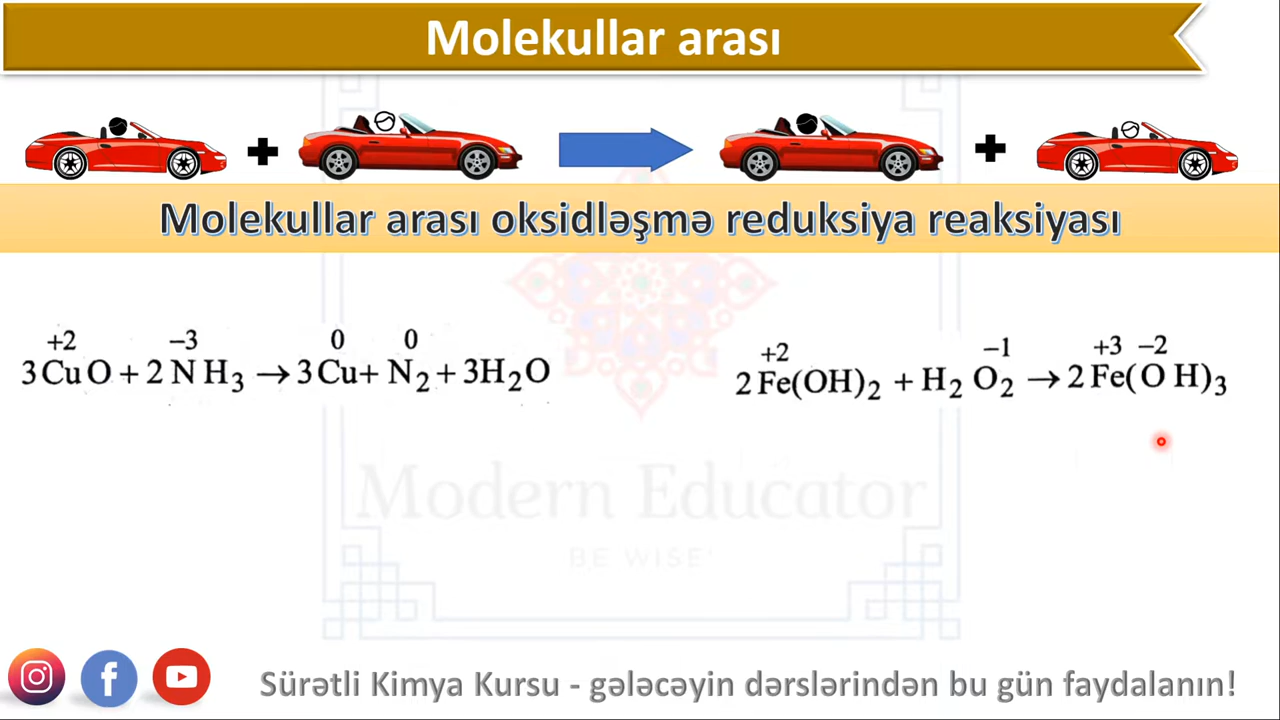 Molekullar arası
Molekullar arası oksidləşmə reduksiya reaksiyası
+2 −3 0 0
3CuO + 2NH₃ → 3Cu + N₂ + 3H₂O
+2 −1 +3 −2
2Fe(OH)₂ + H₂O₂ → 2Fe(OH)₃
Modern Educator
BE WISE'
Sürətli Kimya Kursu - gələcəyin dərslərindən bu gün faydalanın!